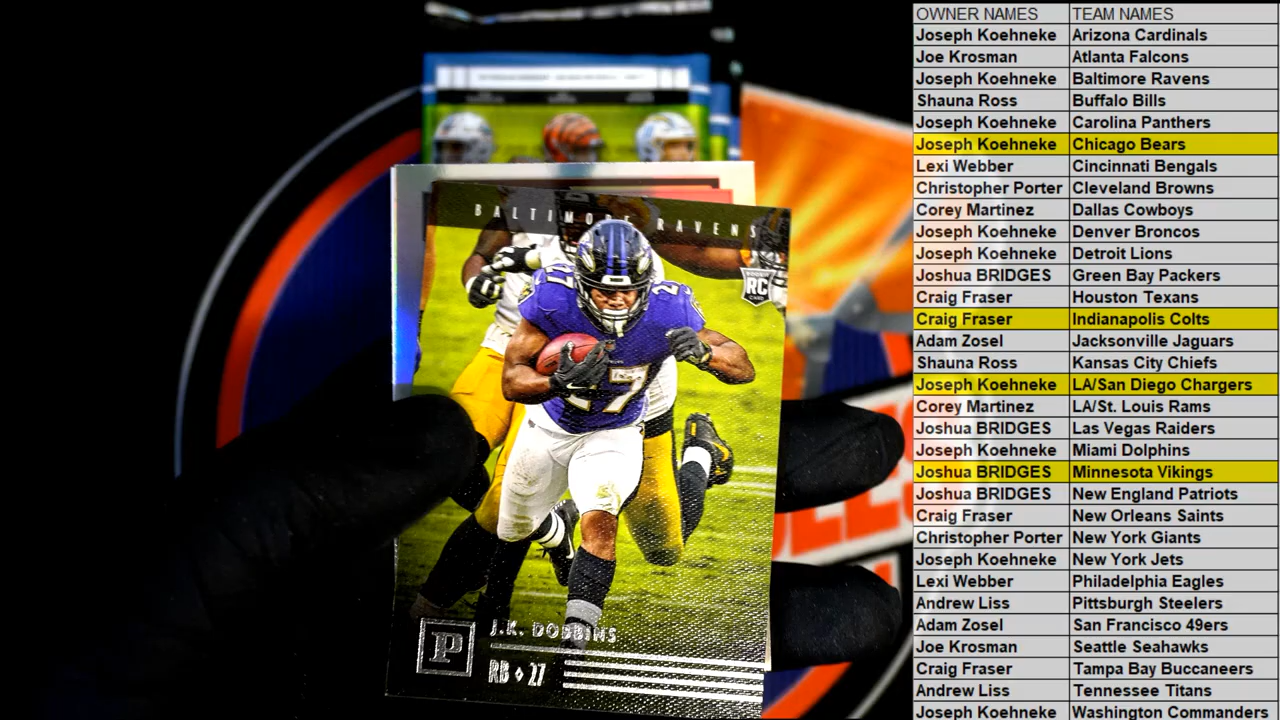 OWNER NAMES TEAM NAMES
Joseph Koehneke Arizona Cardinals
Joe Krosman Atlanta Falcons
Joseph Koehneke Baltimore Ravens
Shauna Ross Buffalo Bills
Joseph Koehneke Carolina Panthers
Joseph Koehneke Chicago Bears
Lexi Webber Cincinnati Bengals
Christopher Porter Cleveland Browns
Corey Martinez Dallas Cowboys
Joseph Koehneke Denver Broncos
Joseph Koehneke Detroit Lions
Joshua BRIDGES Green Bay Packers
Craig Fraser Houston Texans
Craig Fraser Indianapolis Colts
Adam Zosel Jacksonville Jaguars
Shauna Ross Kansas City Chiefs
Joseph Koehneke LA/San Diego Chargers
Corey Martinez LA/St. Louis Rams
Joshua BRIDGES Las Vegas Raiders
Joseph Koehneke Miami Dolphins
Joshua BRIDGES Minnesota Vikings
Joshua BRIDGES New England Patriots
Craig Fraser New Orleans Saints
Christopher Porter New York Giants
Joseph Koehneke New York Jets
Lexi Webber Philadelphia Eagles
Andrew Liss Pittsburgh Steelers
Adam Zosel San Francisco 49ers
Joe Krosman Seattle Seahawks
Craig Fraser Tampa Bay Buccaneers
Andrew Liss Tennessee Titans
Joseph Koehneke Washington Commanders
BALTIMORE RAVENS
ROOKIE
RC
CARD
27
27
27
J.K. DOBBINS
P
RB 27